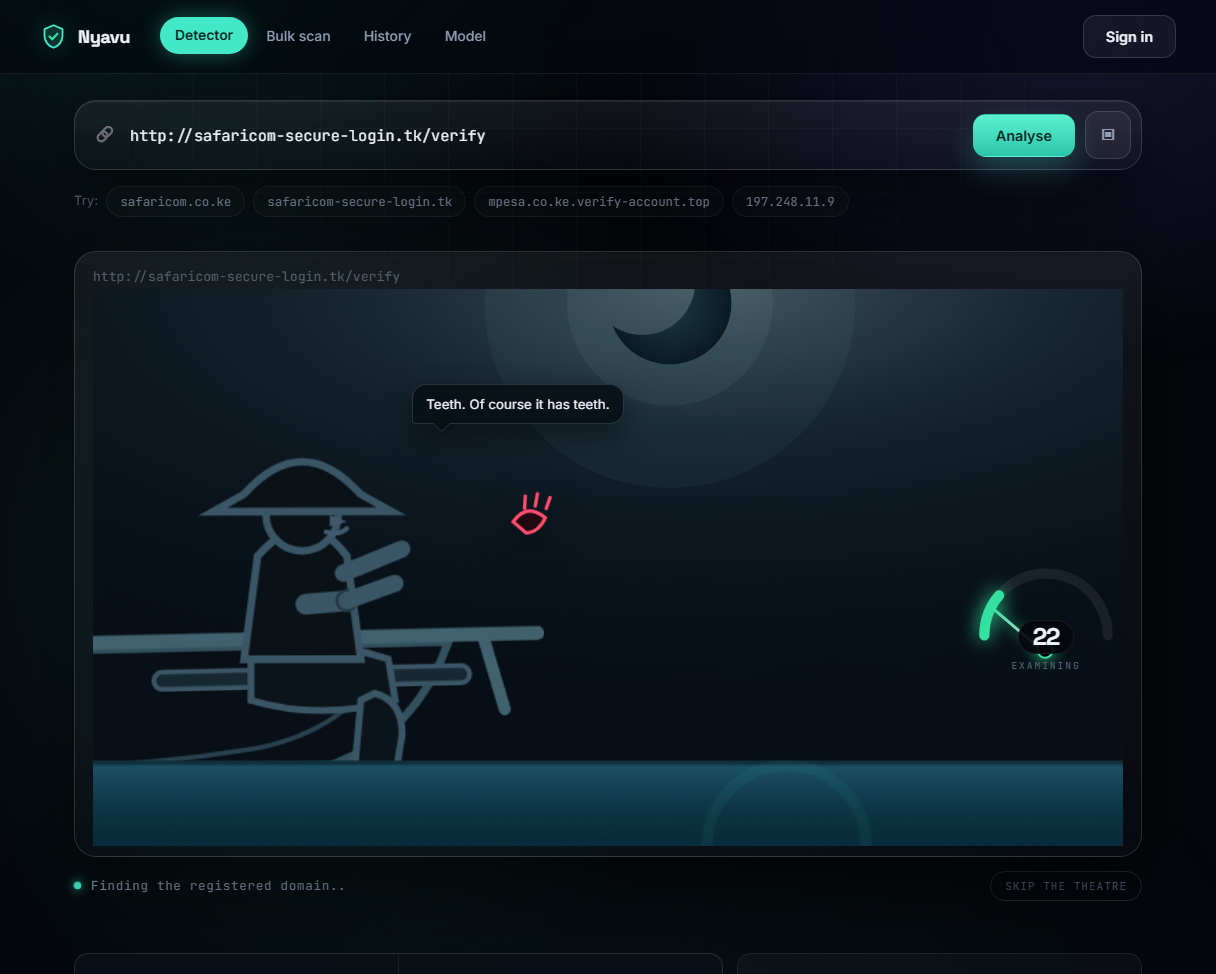 Nyavu
Detector
Bulk scan
History
Model
Sign in
http://safaricom-secure-login.tk/verify
Analyse
Try:
safaricom.co.ke
safaricom-secure-login.tk
mpesa.co.ke.verify-account.top
197.248.11.9
http://safaricom-secure-login.tk/verify
Teeth. Of course it has teeth.
22
EXAMINING
Finding the registered domain..
SKIP THE THEATRE